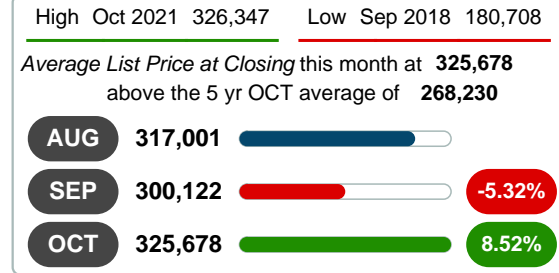 High Oct 2021 326,347 Low Sep 2018 180,708
Average List Price at Closing this month at 325,678
above the 5 yr OCT average of 268,230
AUG 317,001
SEP 300,122 -5.32%
OCT 325,678 8.52%